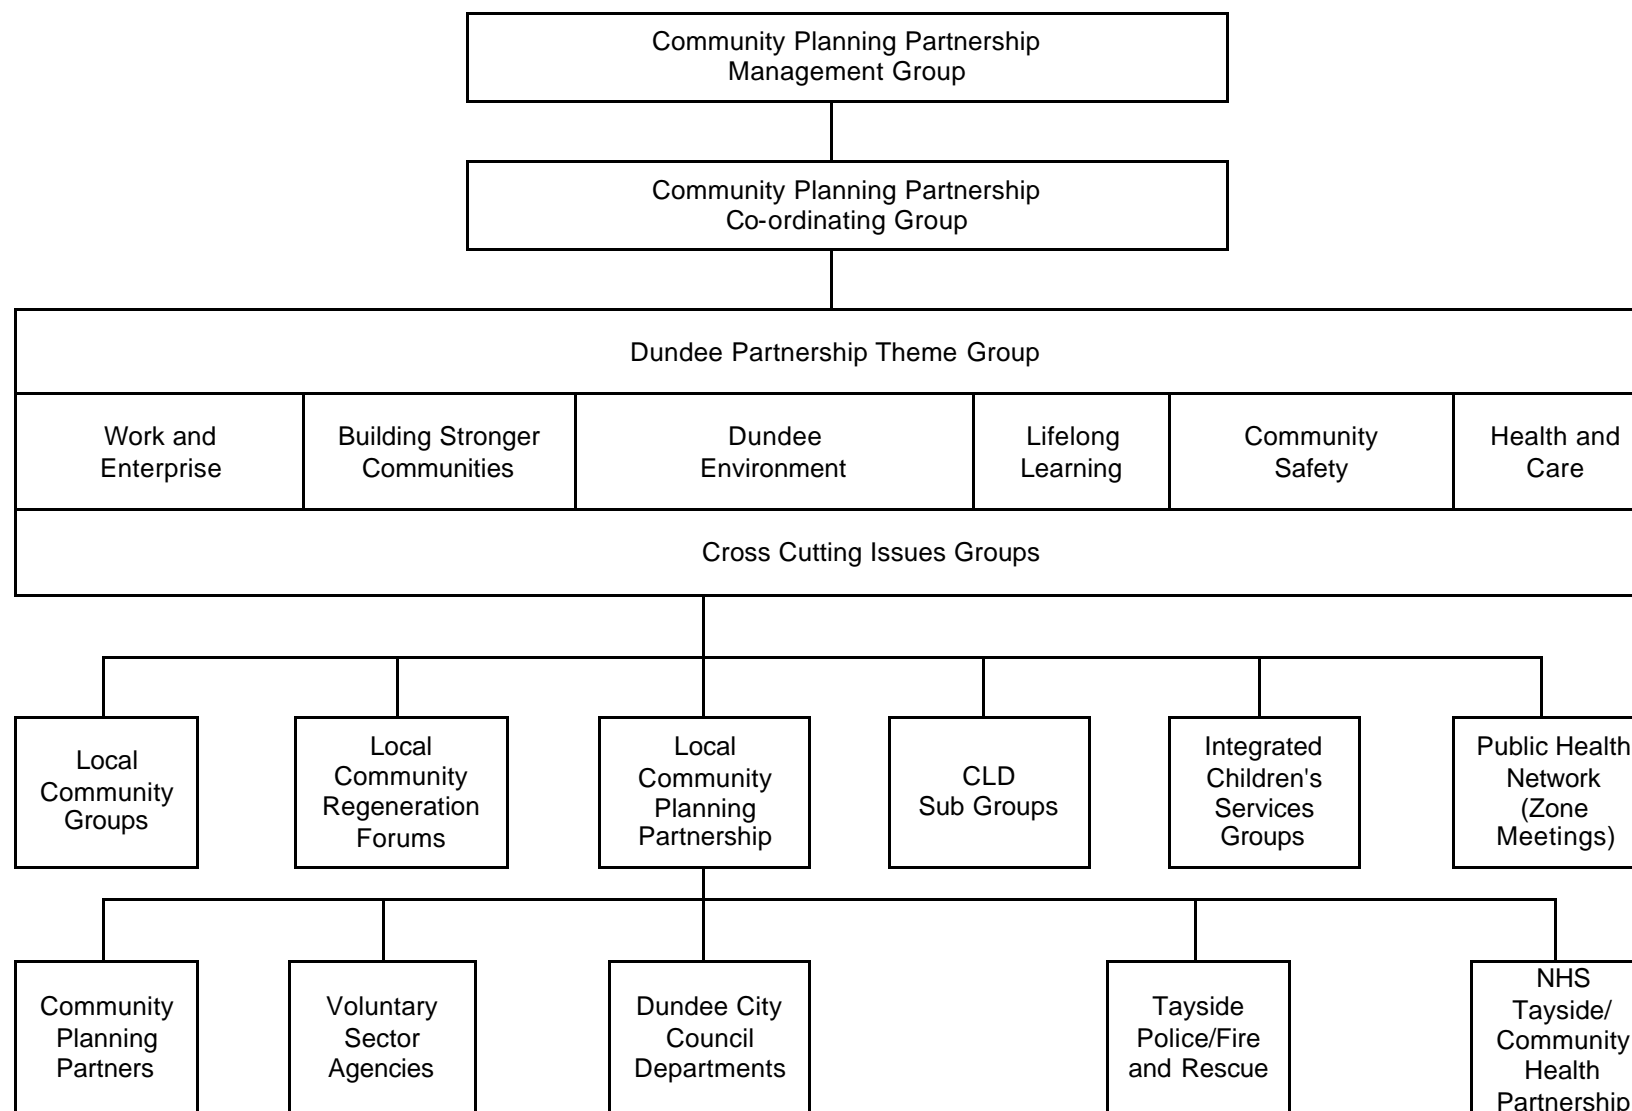 Community Planning Partnership
Management Group
Community Planning Partnership
Co-ordinating Group
Dundee Partnership Theme Group
Work and
Enterprise
Building Stronger
Communities
Dundee
Environment
Lifelong
Learning
Community
Safety
Health and
Care
Cross Cutting Issues Groups
Local
Community
Groups
Local
Community
Regeneration
Forums
Local
Community
Planning
Partnership
CLD
Sub Groups
Integrated
Children's
Services
Groups
Public Health
Network
(Zone
Meetings)
Community
Planning
Partners
Voluntary
Sector
Agencies
Dundee City
Council
Departments
Tayside
Police/Fire
and Rescue
NHS
Tayside/
Community
Health
Partnership